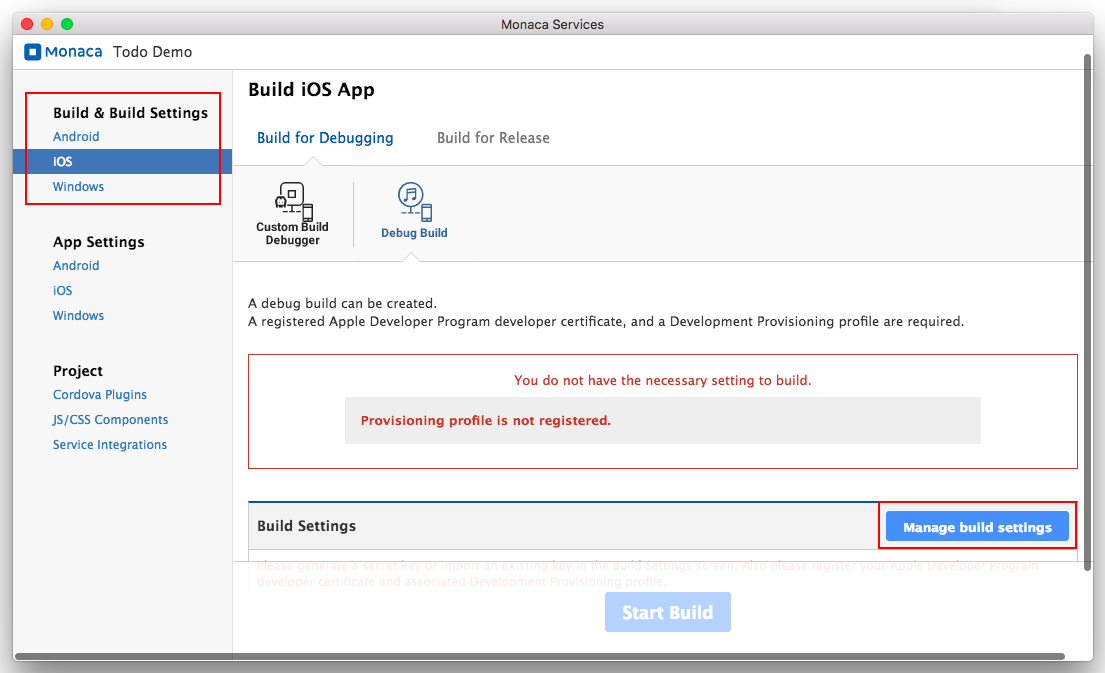 Monaca Services
Monaca Todo Demo
Build & Build Settings
Android
iOS
Windows
App Settings
Android
iOS
Windows
Project
Cordova Plugins
JS/CSS Components
Service Integrations
Build iOS App
Build for Debugging Build for Release
Custom Build
Debugger
Debug Build
A debug build can be created.
A registered Apple Developer Program developer certificate, and a Development Provisioning profile are required.
You do not have the necessary setting to build.
Provisioning profile is not registered.
Build Settings
Manage build settings
Please generate a secret key or import an existing key in the Build Settings screen. Also please register your Apple Developer Program
developer certificate and associated Development Provisioning profile.
Start Build